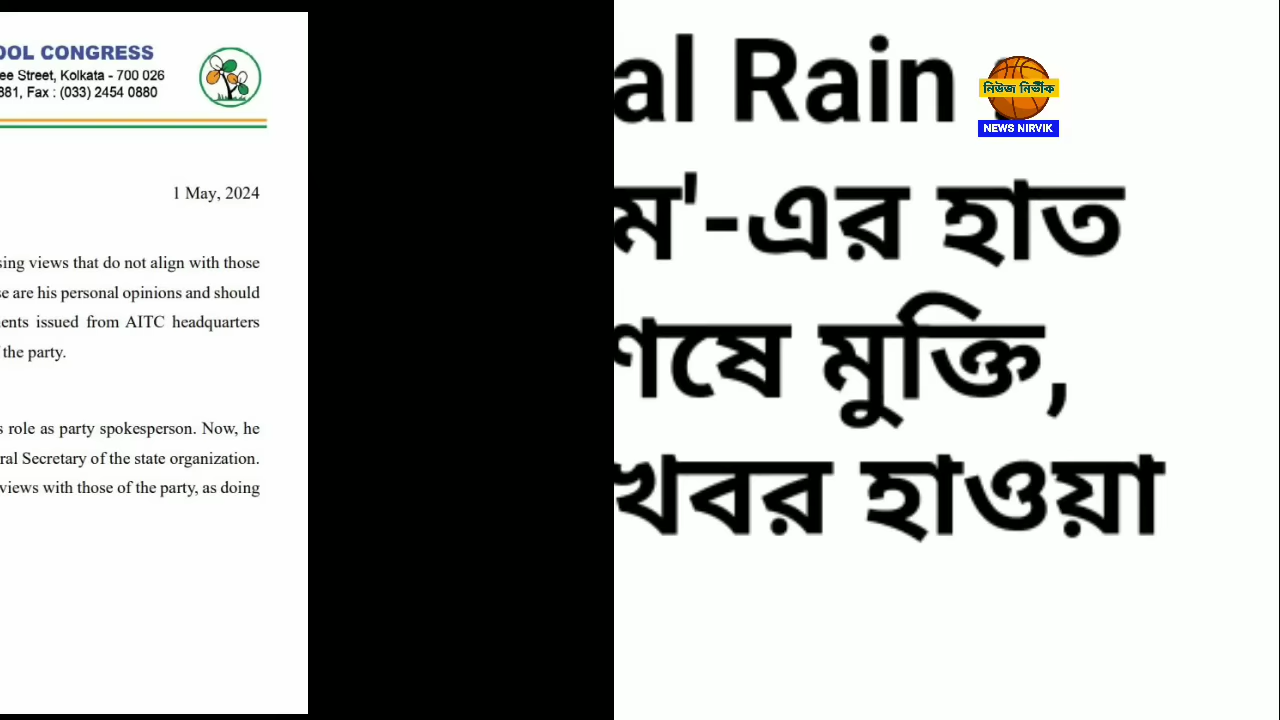 OOL CONGRESS
ee Street, Kolkata - 700 026
381, Fax : (033) 2454 0880
1 May, 2024
sing views that do not align with those
se are his personal opinions and should
ents issued from AITC headquarters
the party.
s role as party spokesperson. Now, he
ral Secretary of the state organization.
views with those of the party, as doing
al Rain :
ম'-এর হাত
শেষে মুক্তি,
খবর হাওয়া
নিউজ নির্ভীক
NEWS NIRVIK